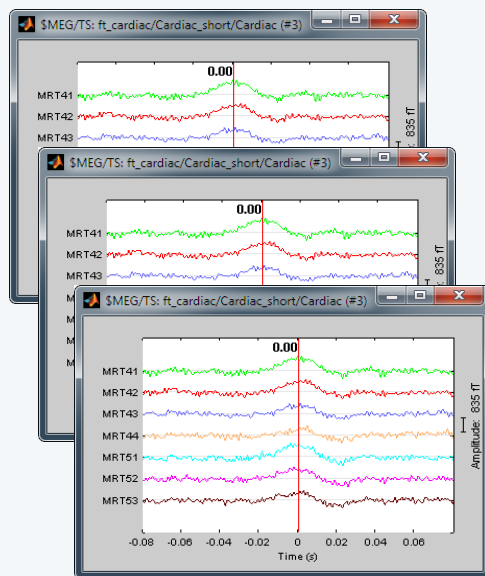 $MEG/TS: ft_cardiac/Cardiac_short/Cardiac (#3)
0.00
MRT41
MRT42
MRT43
835 fT
$MEG/TS: ft_cardiac/Cardiac_short/Cardiac (#3)
0.00
MRT41
MRT42
MRT43
835 fT
$MEG/TS: ft_cardiac/Cardiac_short/Cardiac (#3)
0.00
MRT41
MRT42
MRT43
MRT44
MRT51
MRT52
MRT53
Amplitude: 835 fT
-0.08 -0.06 -0.04 -0.02 0 0.02 0.04 0.06
Time (s)